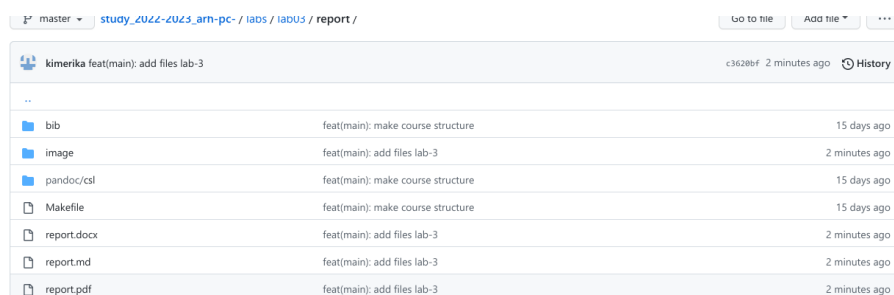 master study_2022-2023_arh-pc- / labs / lab03 / report / Go to file Add file ...
kimerika feat(main): add files lab-3 c3620bf 2 minutes ago History
..
bib feat(main): make course structure 15 days ago
image feat(main): add files lab-3 2 minutes ago
pandoc/csl feat(main): make course structure 15 days ago
Makefile feat(main): make course structure 15 days ago
report.docx feat(main): add files lab-3 2 minutes ago
report.md feat(main): add files lab-3 2 minutes ago
report.pdf feat(main): add files lab-3 2 minutes ago